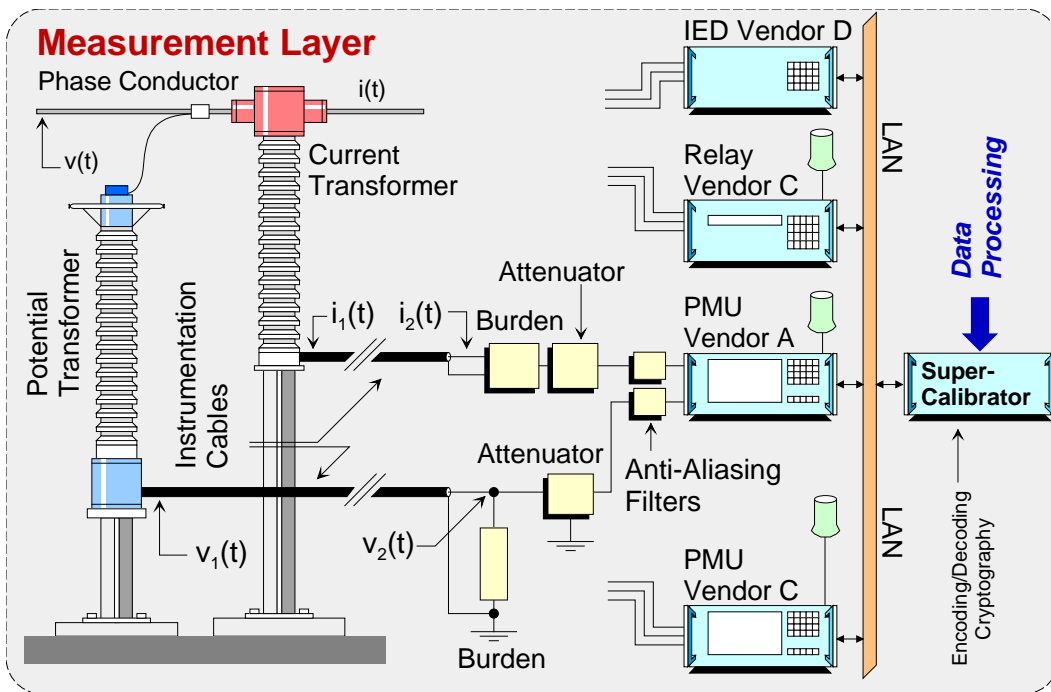 Measurement Layer
Phase Conductor
i(t)
v(t)
Current
Transformer
Potential
Transformer
Instrumentation
Cables
i1(t)
i2(t)
Burden
Attenuator
v1(t)
v2(t)
Attenuator
Burden
Anti-Aliasing
Filters
IED Vendor D
Relay
Vendor C
PMU
Vendor A
PMU
Vendor C
LAN
LAN
Data
Processing
Super-
Calibrator
Encoding/Decoding
Cryptography